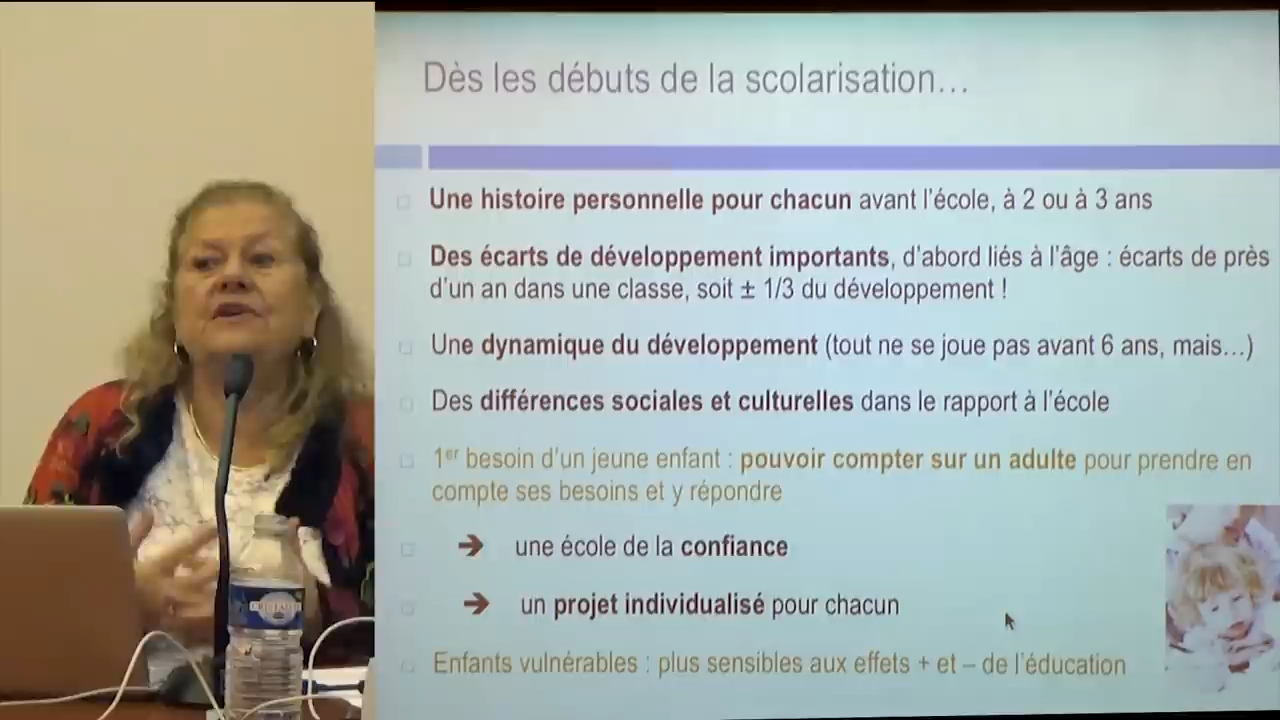 Dès les débuts de la scolarisation…
Une histoire personnelle pour chacun avant l'école, à 2 ou à 3 ans
Des écarts de développement importants, d'abord liés à l'âge : écarts de près
d'un an dans une classe, soit ± 1/3 du développement !
Une dynamique du développement (tout ne se joue pas avant 6 ans, mais…)
Des différences sociales et culturelles dans le rapport à l'école
1er besoin d'un jeune enfant : pouvoir compter sur un adulte pour prendre en
compte ses besoins et y répondre
➔ une école de la confiance
➔ un projet individualisé pour chacun
Enfants vulnérables : plus sensibles aux effets + et – de l'éducation